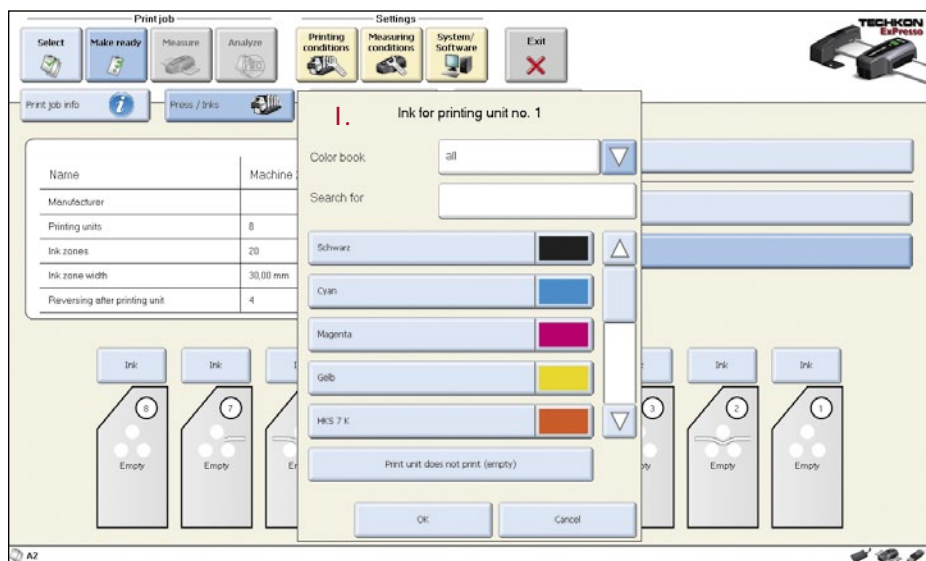 Print job
Settings
Select
Make ready
Measure
Analyze
Printing
conditions
Measuring
conditions
System/
Software
Exit
TECHKON
ExPresso
Print job info
Press / Inks
1.
Ink for printing unit no. 1
Color book
all
Search for
Schwarz
Cyan
Magenta
Gelb
HKS 7 K
Print unit does not print (empty)
OK
Cancel
Name
Machine
Manufacturer
Printing units
8
Ink zones
20
Ink zone width
30,00 mm
Reversing after printing unit
4
Ink
Ink
Ink
Ink
8
7
3
2
1
Empty
Empty
Empty
Empty
A2